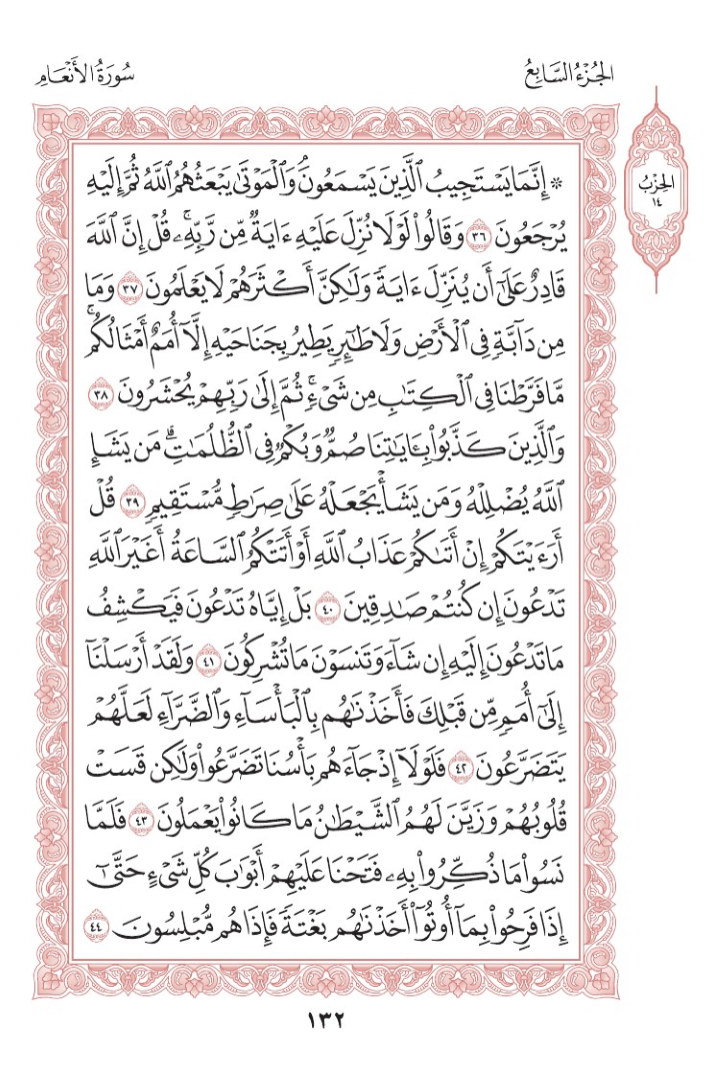 الجُزْءُ السَّابِعُ
سُورَةُ الأَنْعَامِ
الحِزْبُ
١٤
۞ إِنَّمَا يَسْتَجِيبُ ٱلَّذِينَ يَسْمَعُونَۘ وَٱلْمَوْتَىٰ يَبْعَثُهُمُ ٱللَّهُ ثُمَّ إِلَيْهِ
يُرْجَعُونَ ٣٦ وَقَالُوا۟ لَوْلَا نُزِّلَ عَلَيْهِ ءَايَةٌ مِّن رَّبِّهِۦۚ قُلْ إِنَّ ٱللَّهَ
قَادِرٌ عَلَىٰٓ أَن يُنَزِّلَ ءَايَةً وَلَٰكِنَّ أَكْثَرَهُمْ لَا يَعْلَمُونَ ٣٧ وَمَا
مِن دَآبَّةٍ فِى ٱلْأَرْضِ وَلَا طَٰٓئِرٍ يَطِيرُ بِجَنَاحَيْهِ إِلَّآ أُمَمٌ أَمْثَالُكُمۚ
مَّا فَرَّطْنَا فِى ٱلْكِتَٰبِ مِن شَىْءٍۚ ثُمَّ إِلَىٰ رَبِّهِمْ يُحْشَرُونَ ٣٨
وَٱلَّذِينَ كَذَّبُوا۟ بِـَٔايَٰتِنَا صُمٌّ وَبُكْمٌ فِى ٱلظُّلُمَٰتِۗ مَن يَشَإِ
ٱللَّهُ يُضْلِلْهُ وَمَن يَشَأْ يَجْعَلْهُ عَلَىٰ صِرَٰطٍ مُّسْتَقِيمٍ ٣٩ قُلْ
أَرَءَيْتَكُمْ إِنْ أَتَىٰكُمْ عَذَابُ ٱللَّهِ أَوْ أَتَتْكُمُ ٱلسَّاعَةُ أَغَيْرَ ٱللَّهِ
تَدْعُونَ إِن كُنتُمْ صَٰدِقِينَ ٤٠ بَلْ إِيَّاهُ تَدْعُونَ فَيَكْشِفُ
مَا تَدْعُونَ إِلَيْهِ إِن شَآءَ وَتَنسَوْنَ مَا تُشْرِكُونَ ٤١ وَلَقَدْ أَرْسَلْنَآ
إِلَىٰٓ أُمَمٍ مِّن قَبْلِكَ فَأَخَذْنَٰهُم بِٱلْبَأْسَآءِ وَٱلضَّرَّآءِ لَعَلَّهُمْ
يَتَضَرَّعُونَ ٤٢ فَلَوْلَآ إِذْ جَآءَهُم بَأْسُنَا تَضَرَّعُوا۟ وَلَٰكِن قَسَتْ
قُلُوبُهُمْ وَزَيَّنَ لَهُمُ ٱلشَّيْطَٰنُ مَا كَانُوا۟ يَعْمَلُونَ ٤٣ فَلَمَّا
نَسُوا۟ مَا ذُكِّرُوا۟ بِهِۦ فَتَحْنَا عَلَيْهِمْ أَبْوَٰبَ كُلِّ شَىْءٍ حَتَّىٰٓ
إِذَا فَرِحُوا۟ بِمَآ أُوتُوٓا۟ أَخَذْنَٰهُم بَغْتَةً فَإِذَا هُم مُّبْلِسُونَ ٤٤
١٣٢